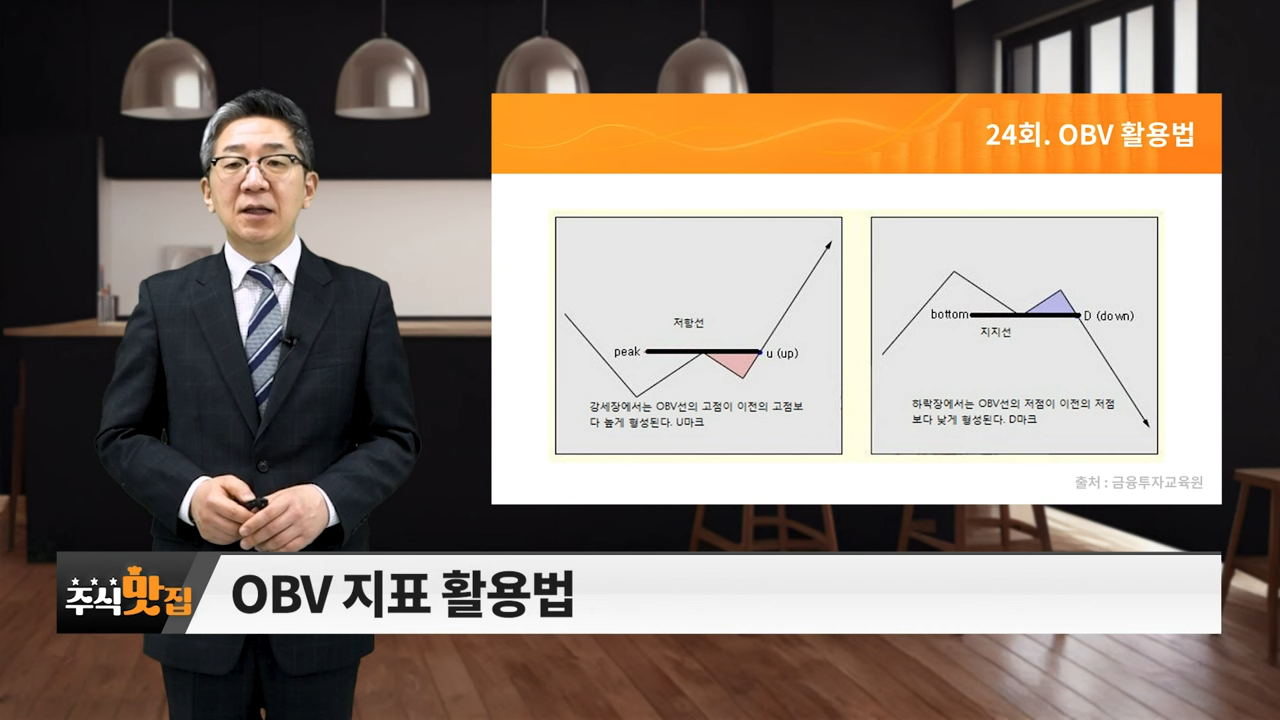 24회. OBV 활용법
저항선
peak
u (up)
강세장에서는 OBV선의 고점이 이전의 고점보
다 높게 형성된다. U마크
bottom
D (down)
지지선
하락장에서는 OBV선의 저점이 이전의 저점
보다 낮게 형성된다. D마크
출처 : 금융투자교육원
주식맛집
OBV 지표 활용법